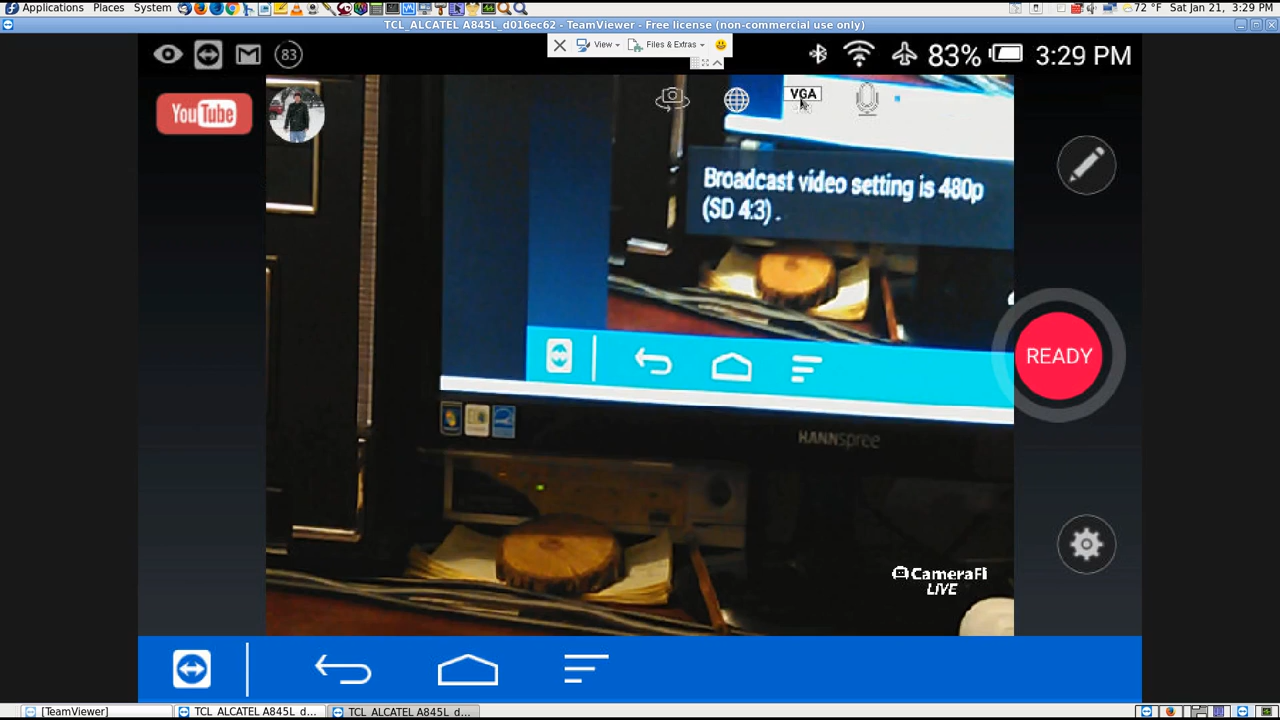 Applications Places System
72 °F Sat Jan 21, 3:29 PM
TCL_ALCATEL A845L_d016ec62 - TeamViewer - Free license (non-commercial use only)
View Files & Extras
83
83% 3:29 PM
YouTube
VGA
Broadcast video setting is 480p
(SD 4:3) .
READY
HANNspree
CameraFi
LIVE
[TeamViewer] TCL_ALCATEL A845L_d... TCL_ALCATEL A845L_d...